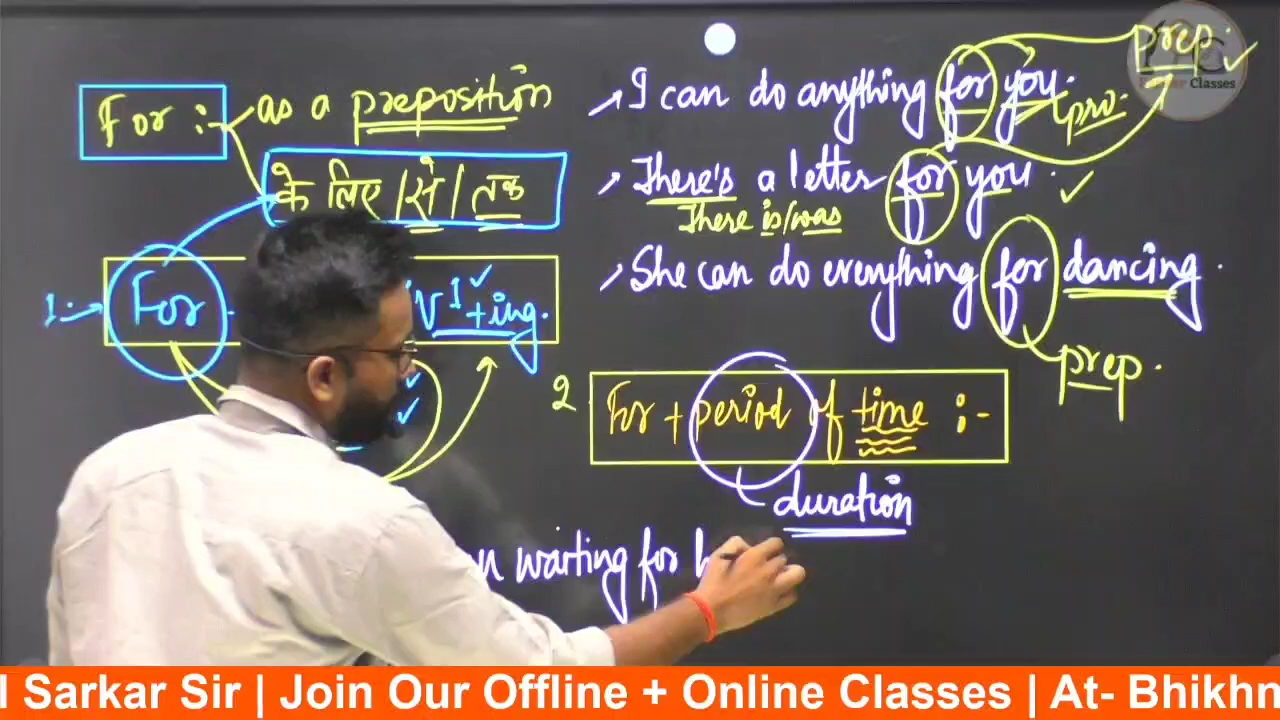 For :- as a preposition
के लिए / से / तक
1. → For V1 + ing.
I can do anything for you.
pro:
prep:
There's a letter for you.
There is/was
She can do everything for dancing.
prep.
2 For + period of time :-
duration
waiting for
Classes
l Sarkar Sir | Join Our Offline + Online Classes | At- Bhikhn